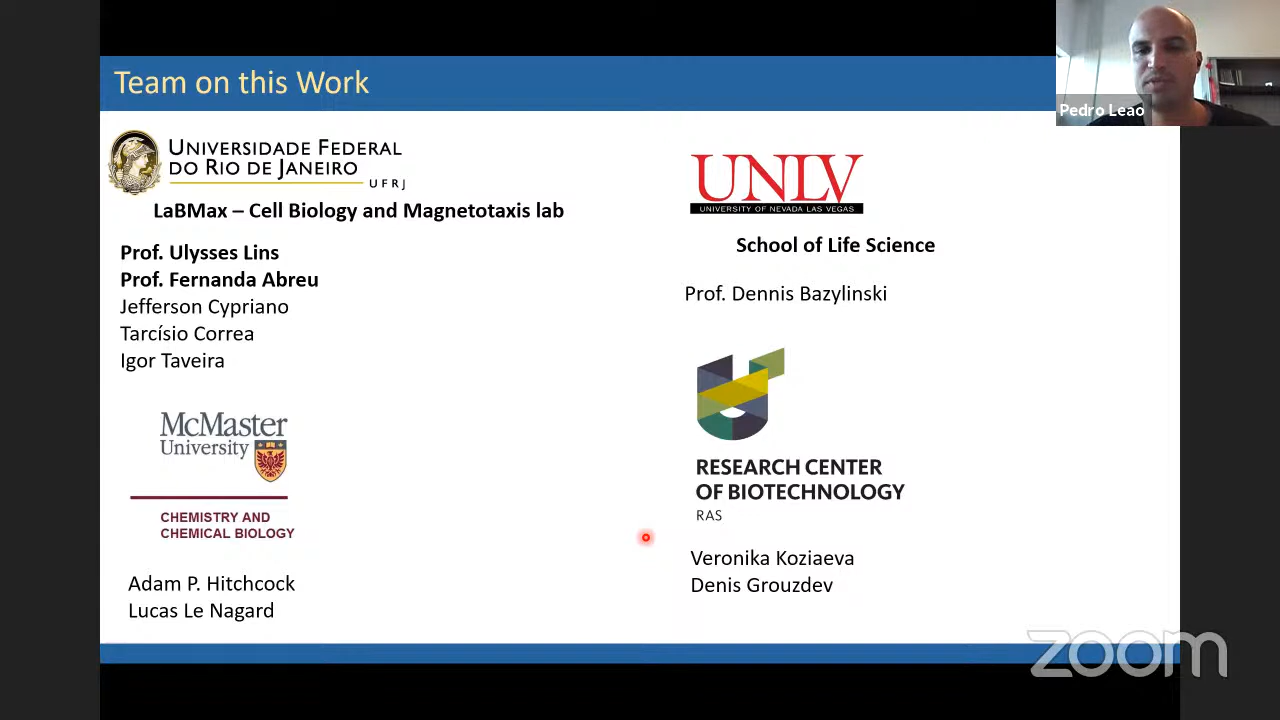 Team on this Work
Pedro Leao
UNIVERSIDADE FEDERAL
DO RIO DE JANEIRO
UFRJ
LaBMax – Cell Biology and Magnetotaxis lab
Prof. Ulysses Lins
Prof. Fernanda Abreu
Jefferson Cypriano
Tarcísio Correa
Igor Taveira
McMaster
University
CHEMISTRY AND
CHEMICAL BIOLOGY
Adam P. Hitchcock
Lucas Le Nagard
UNLV
UNIVERSITY OF NEVADA LAS VEGAS
School of Life Science
Prof. Dennis Bazylinski
RESEARCH CENTER
OF BIOTECHNOLOGY
RAS
Veronika Koziaeva
Denis Grouzdev
zoom